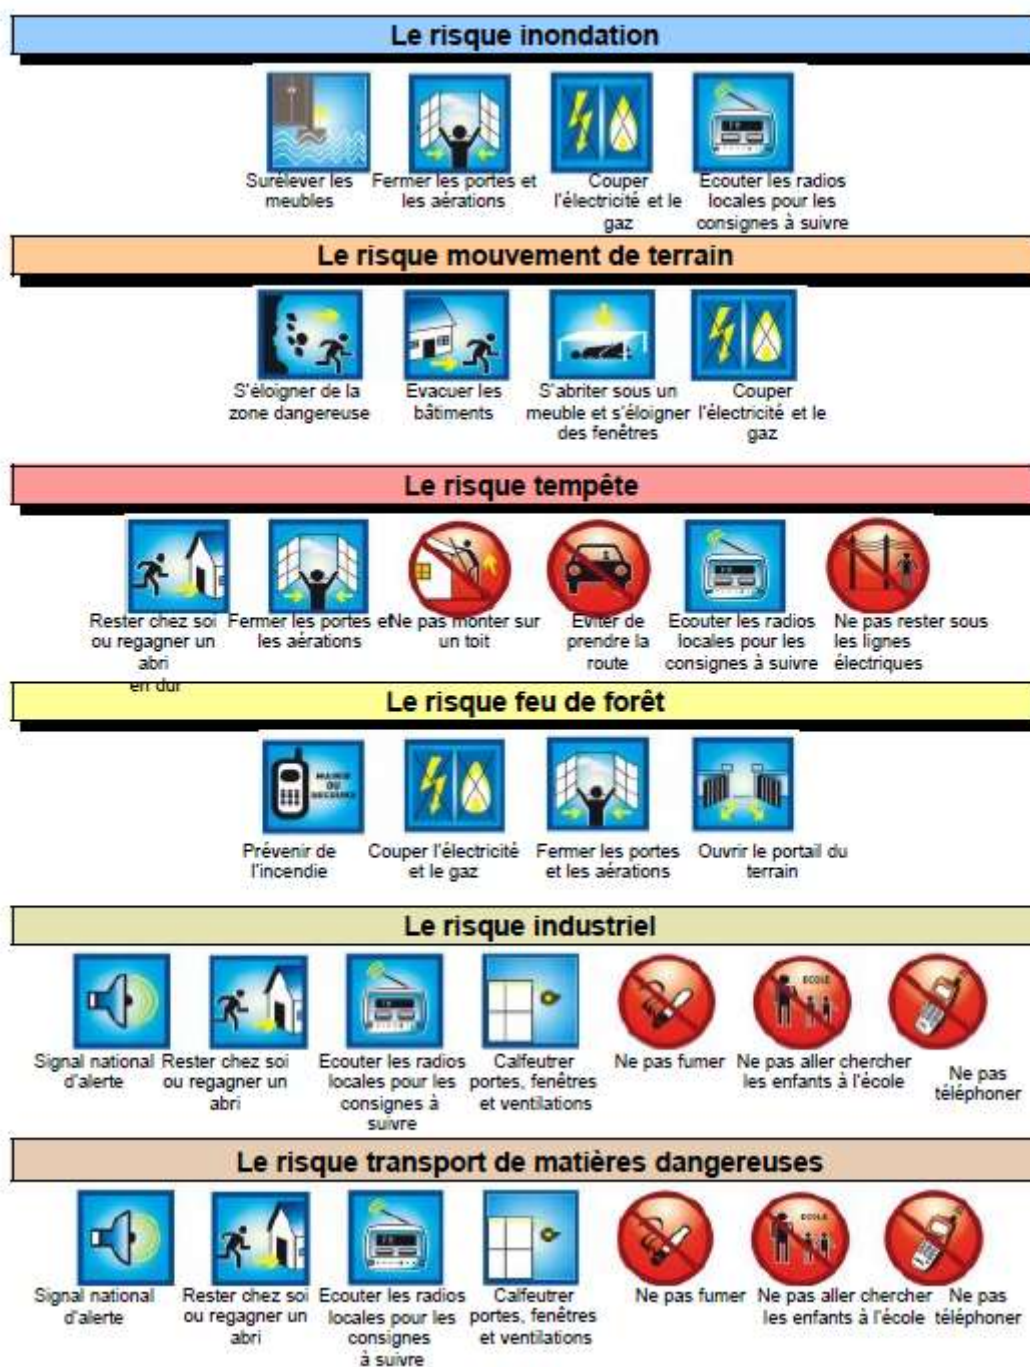 Le risque inondation
Surélever les
meubles
Fermer les portes et
les aérations
Couper
l'électricité et le
gaz
Ecouter les radios
locales pour les
consignes à suivre
Le risque mouvement de terrain
S'éloigner de la
zone dangereuse
Evacuer les
bâtiments
S'abriter sous un
meuble et s'éloigner
des fenêtres
Couper
l'électricité et le
gaz
Le risque tempête
Rester chez soi
ou regagner un
abri
en dur
Fermer les portes et
les aérations
Ne pas monter sur
un toit
Eviter de
prendre la
route
Ecouter les radios
locales pour les
consignes à suivre
Ne pas rester sous
les lignes
électriques
Le risque feu de forêt
MAIRIE
OU
SECOURS
Prévenir de
l'incendie
Couper l'électricité
et le gaz
Fermer les portes
et les aérations
Ouvrir le portail du
terrain
Le risque industriel
ECOLE
Signal national
d'alerte
Rester chez soi
ou regagner un
abri
Ecouter les radios
locales pour les
consignes à
suivre
Calfeutrer
portes, fenêtres
et ventilations
Ne pas fumer
Ne pas aller chercher
les enfants à l'école
Ne pas
téléphoner
Le risque transport de matières dangereuses
ECOLE
Signal national
d'alerte
Rester chez soi
ou regagner un
abri
Ecouter les radios
locales pour les
consignes
à suivre
Calfeutrer
portes, fenêtres
et ventilations
Ne pas fumer
Ne pas aller chercher
les enfants à l'école
Ne pas
téléphoner